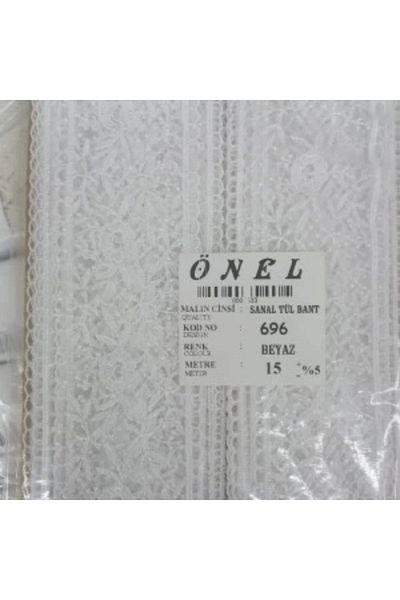 ÖNEL
MALIN CİNSİ : SANAL TÜL BANT
QUALITY
KOD NO : 696
DESIGN
RENK : BEYAZ
COLOUR
METRE : 15 +- %5
METER